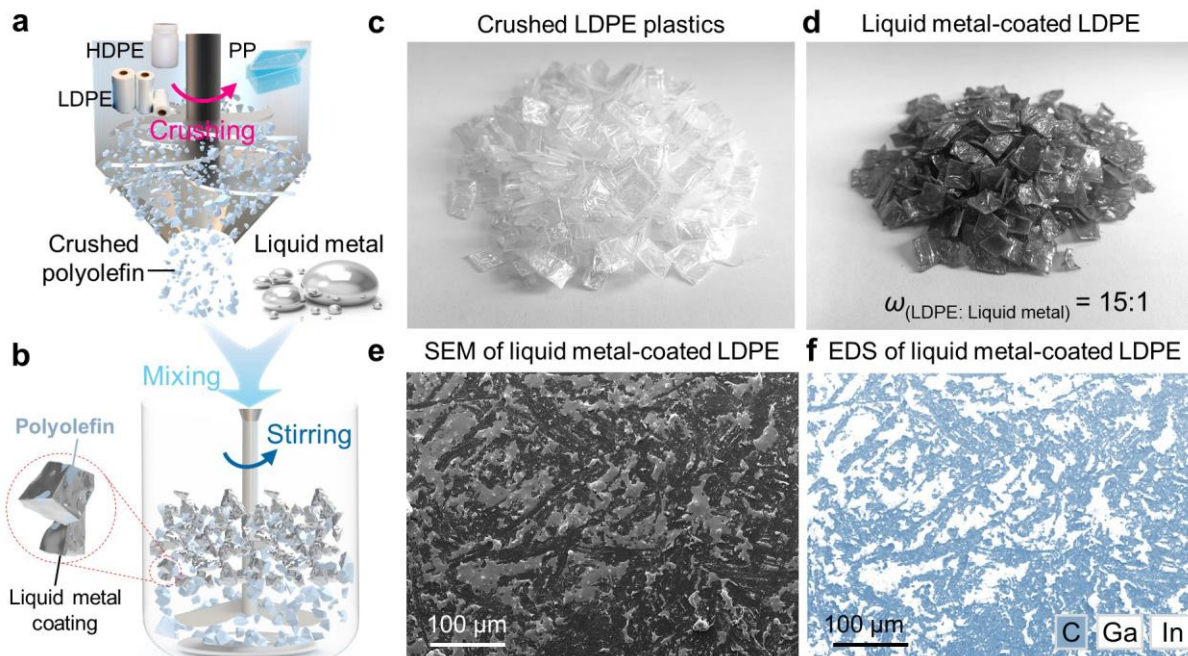 a
HDPE
PP
LDPE
Crushing
Crushed
polyolefin
Liquid metal
b
Mixing
Polyolefin
Stirring
Liquid metal
coating
c
Crushed LDPE plastics
d
Liquid metal-coated LDPE
ω(LDPE: Liquid metal) = 15:1
e
SEM of liquid metal-coated LDPE
100 μm
f
EDS of liquid metal-coated LDPE
100 μm
C
Ga
In